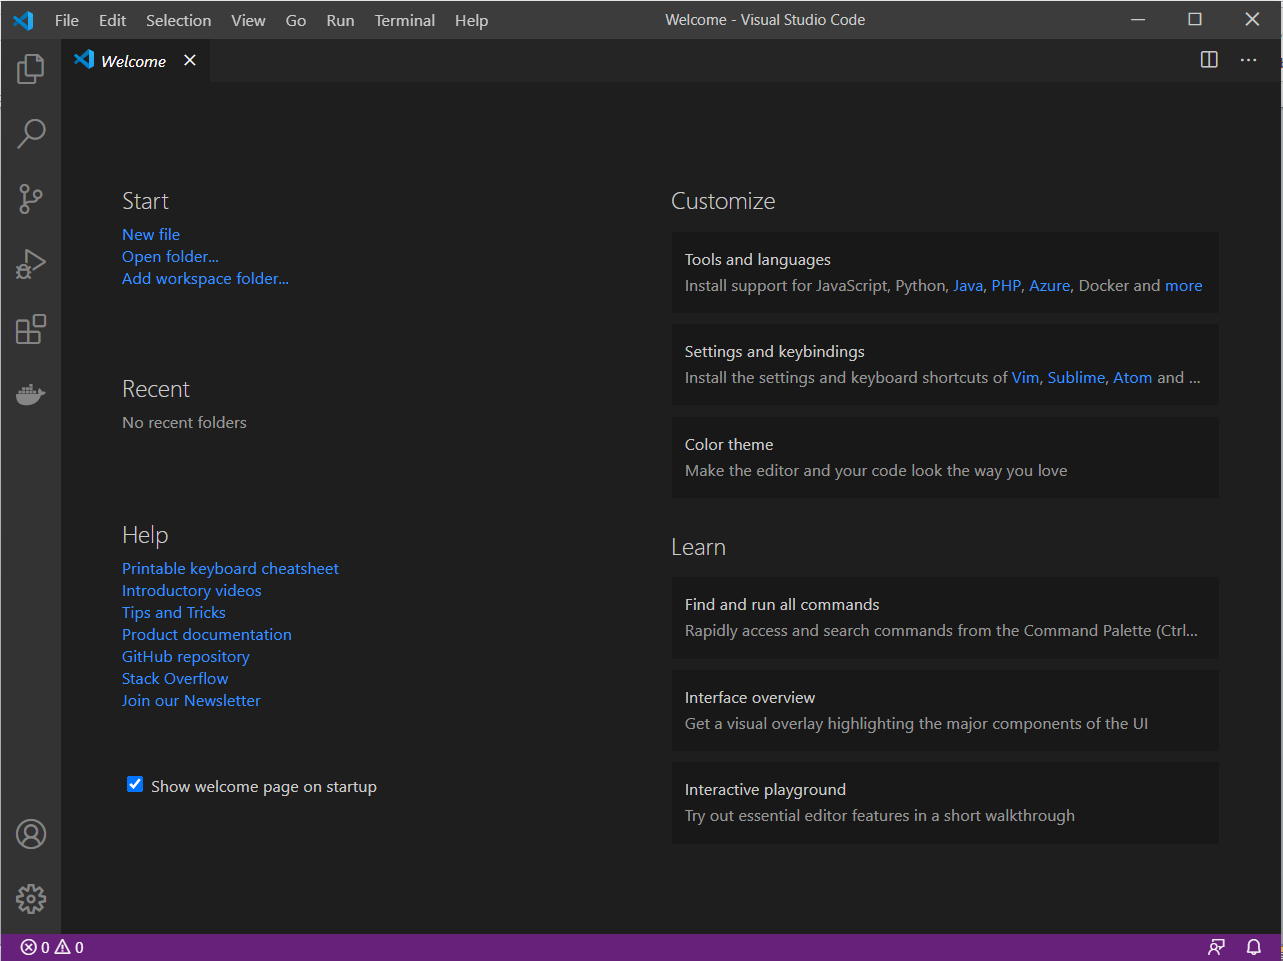 File Edit Selection View Go Run Terminal Help Welcome - Visual Studio Code
Welcome
Start
New file
Open folder...
Add workspace folder...
Recent
No recent folders
Help
Printable keyboard cheatsheet
Introductory videos
Tips and Tricks
Product documentation
GitHub repository
Stack Overflow
Join our Newsletter
Show welcome page on startup
Customize
Tools and languages
Install support for JavaScript, Python, Java, PHP, Azure, Docker and more
Settings and keybindings
Install the settings and keyboard shortcuts of Vim, Sublime, Atom and ...
Color theme
Make the editor and your code look the way you love
Learn
Find and run all commands
Rapidly access and search commands from the Command Palette (Ctrl...
Interface overview
Get a visual overlay highlighting the major components of the UI
Interactive playground
Try out essential editor features in a short walkthrough
0 0